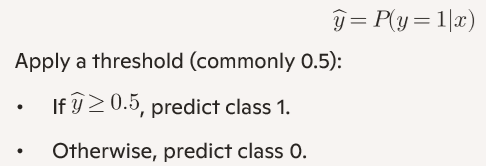 ŷ = P(y = 1|x)
Apply a threshold (commonly 0.5):
• If ŷ ≥ 0.5, predict class 1.
• Otherwise, predict class 0.